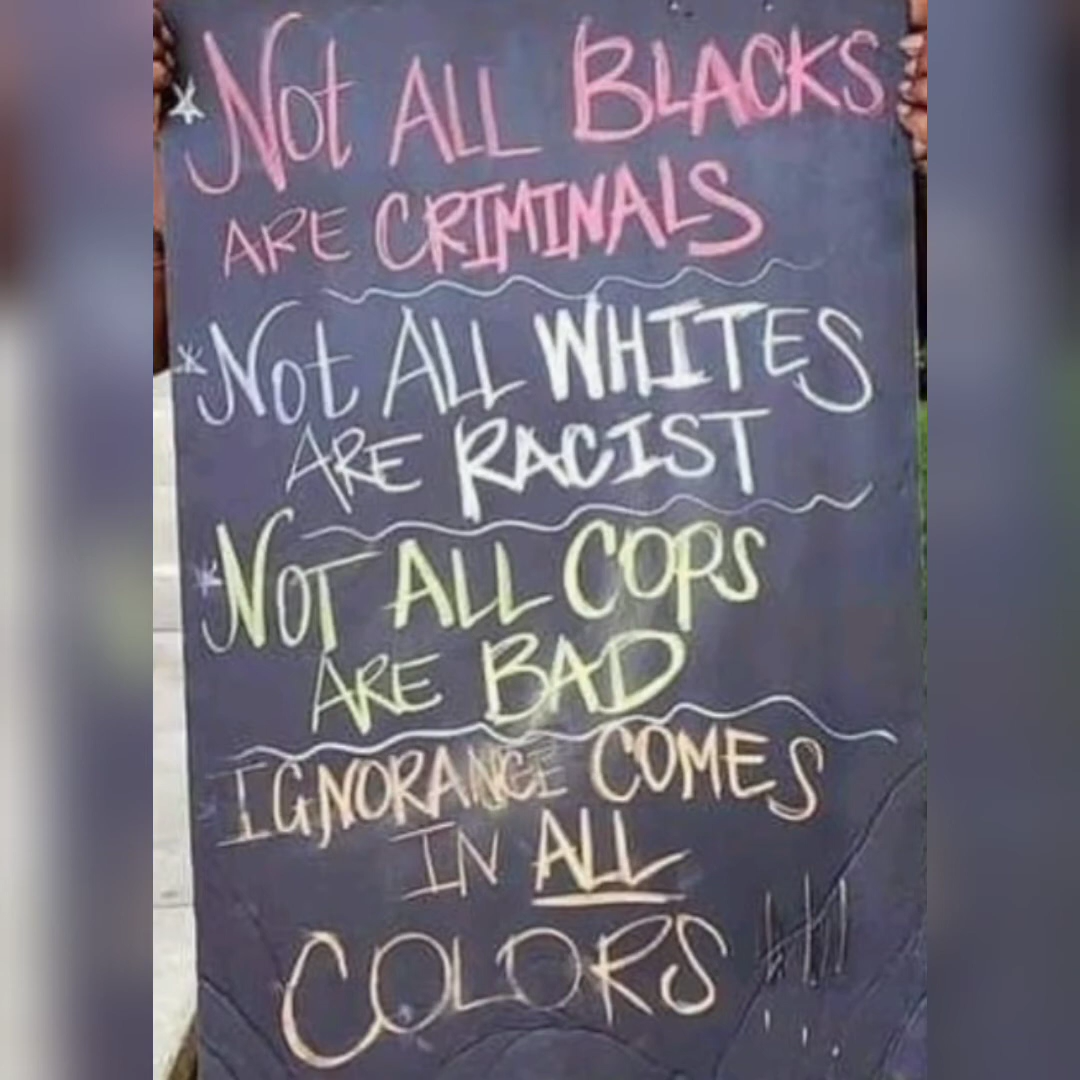 *Not ALL BLACKS
ARE CRIMINALS
*Not ALL WHITES
ARE RACIST
*NOT ALL COPS
ARE BAD
IGNORANCE COMES
IN ALL
COLORS !!!!